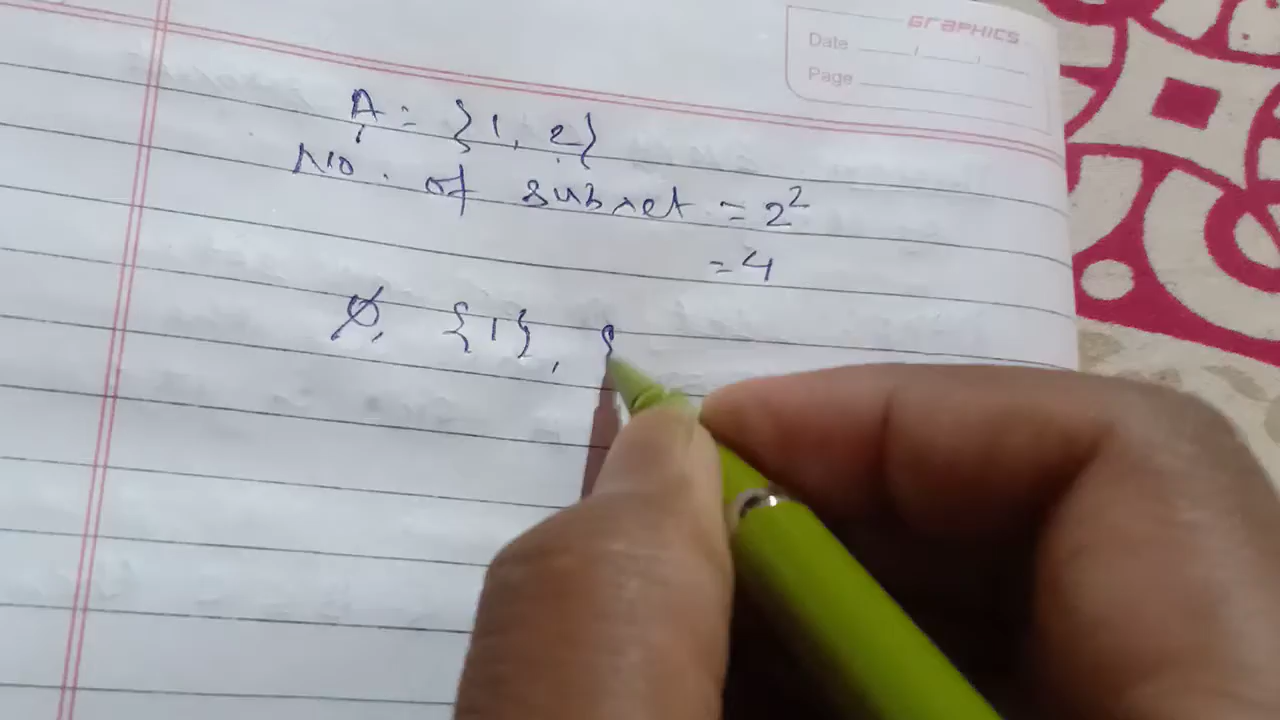 GRAPHICS
Date
Page
A = {1, 2}
No. of subset = 2²
= 4
∅, {1}, {